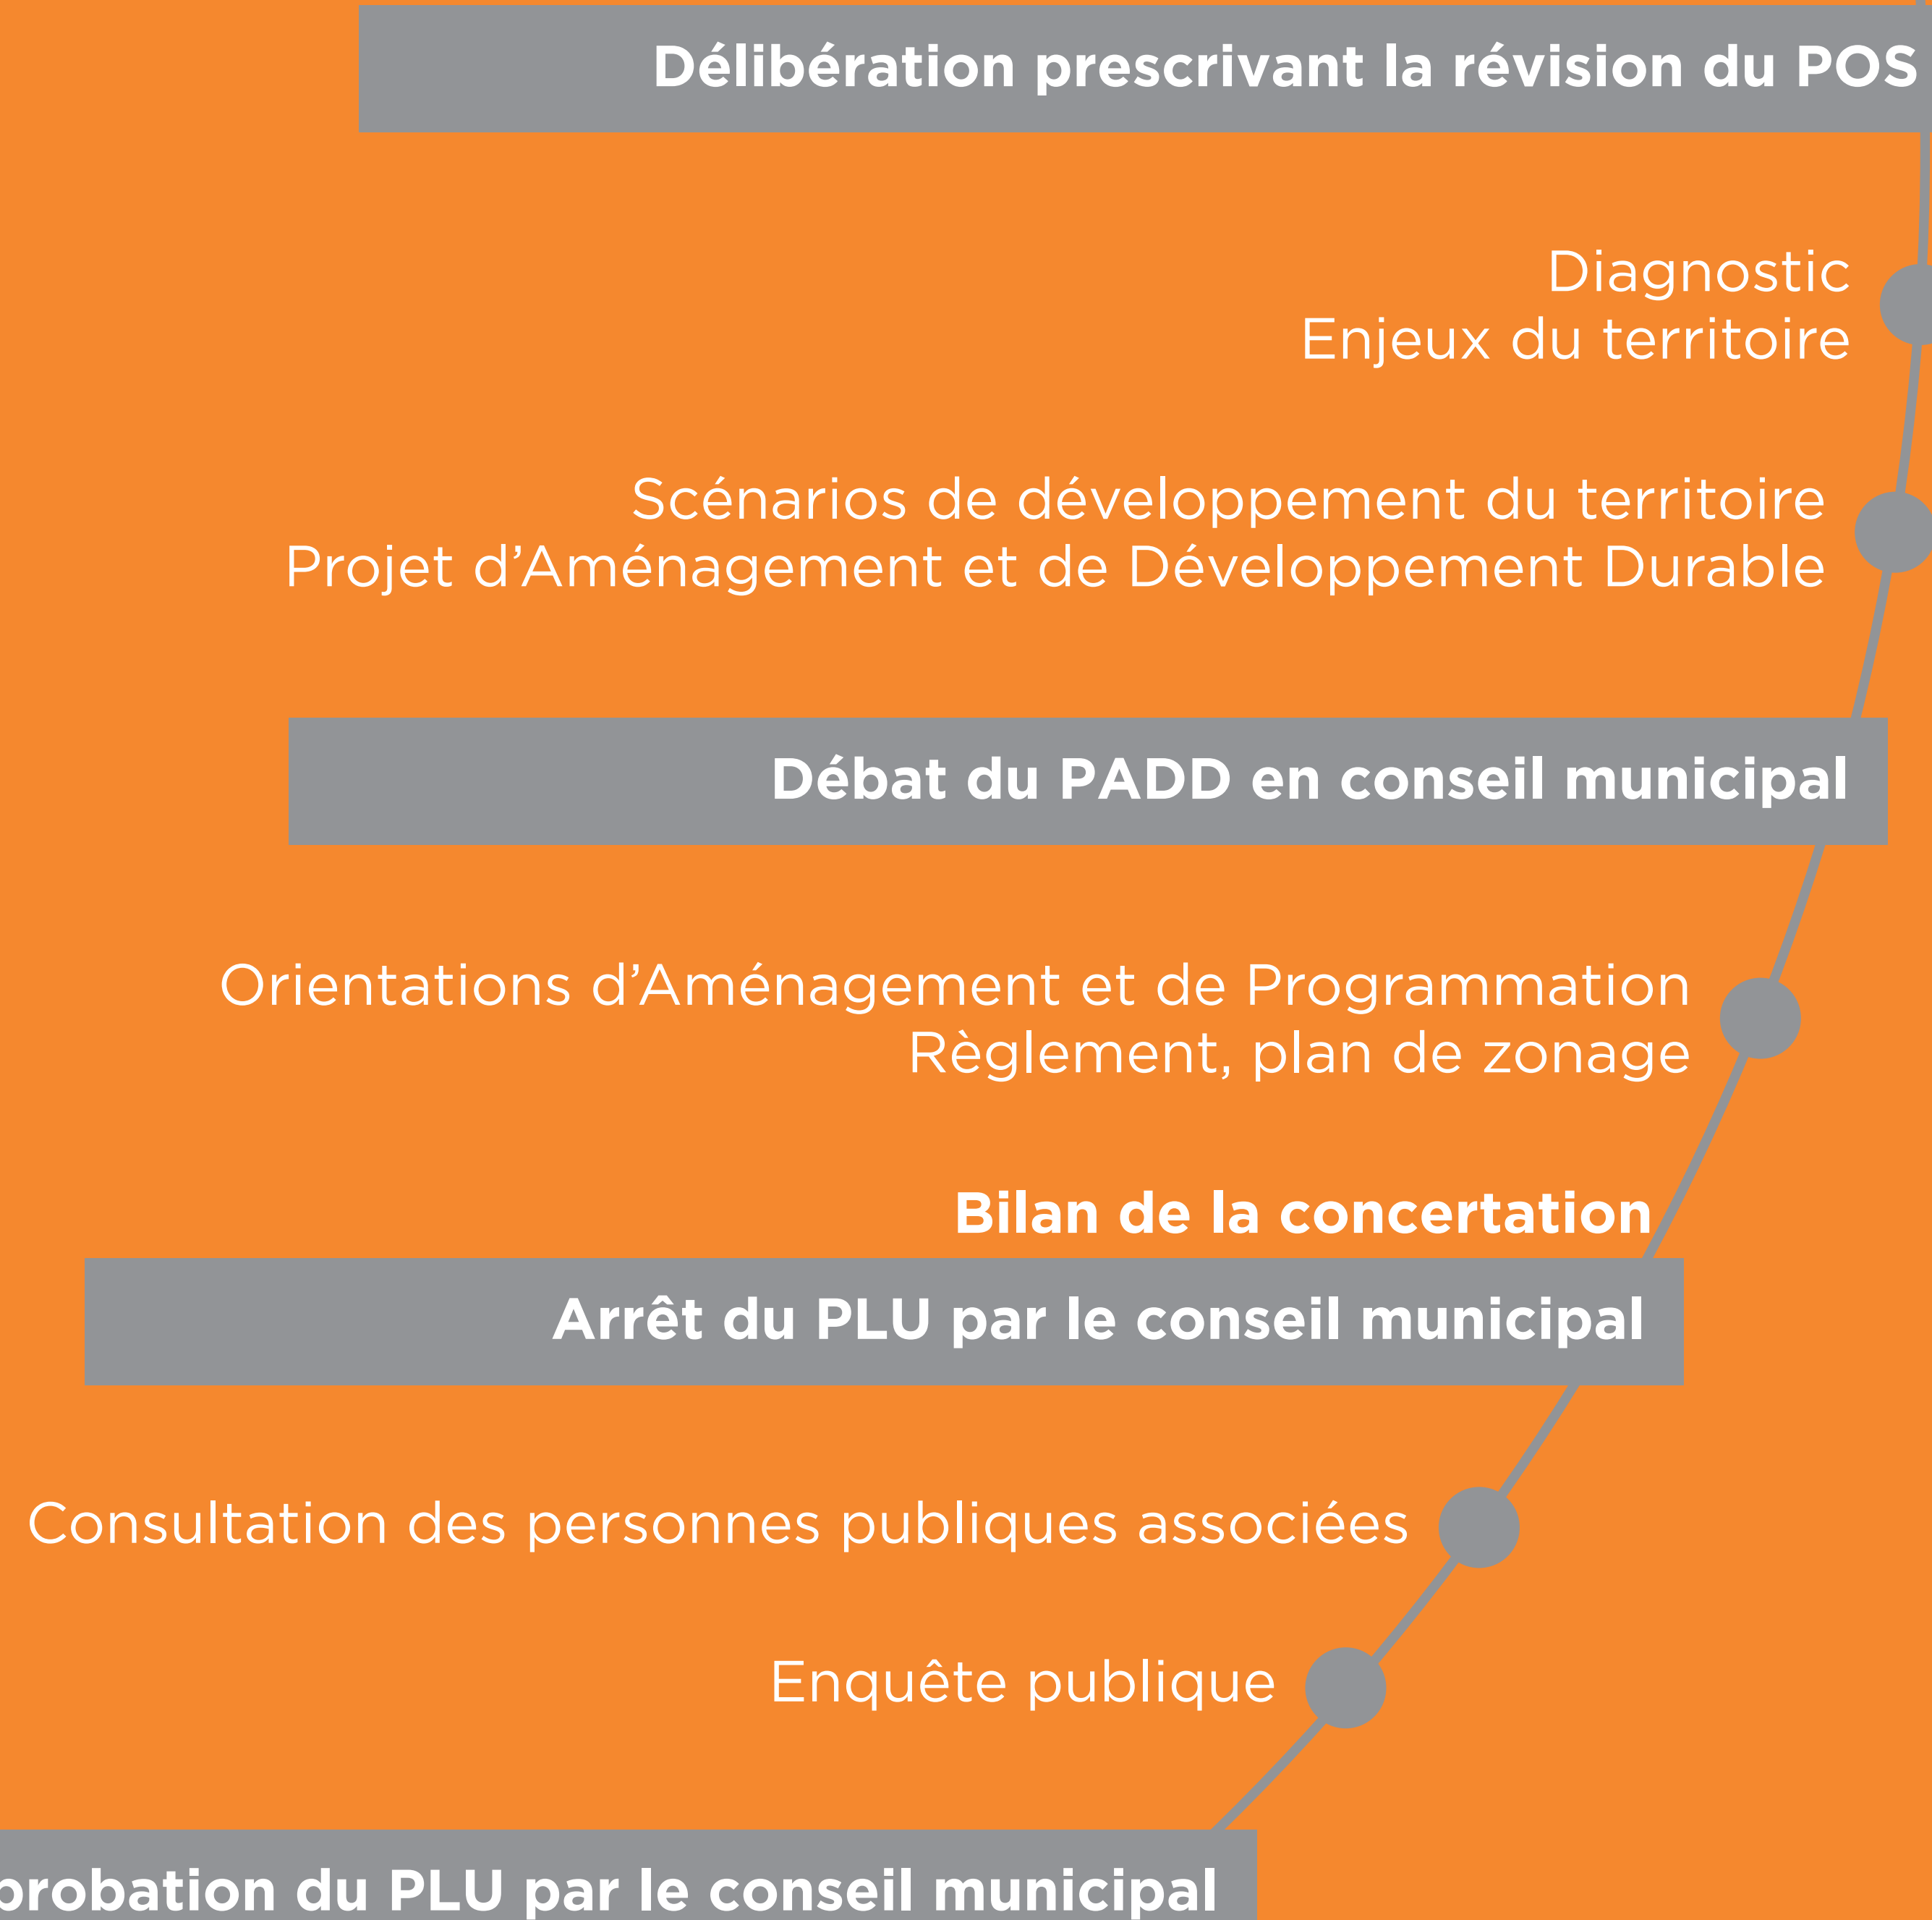 Délibération prescrivant la révision du POS
Diagnostic
Enjeux du territoire
Scénarios de développement du territoire
Projet d’Aménagement et de Développement Durable
Débat du PADD en conseil municipal
Orientations d’Aménagement et de Programmation
Règlement, plan de zonage
Bilan de la concertation
Arrêt du PLU par le conseil municipal
Consultation des personnes publiques associées
Enquête publique
probation du PLU par le conseil municipal